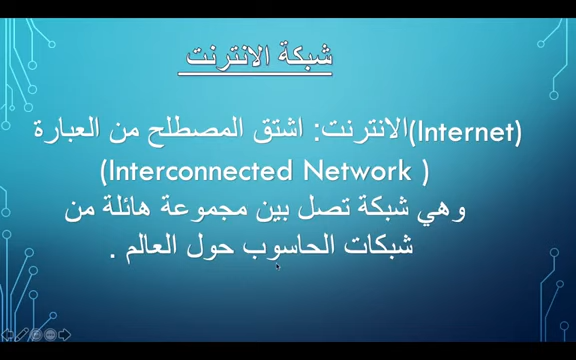 شبكة الانترنت
(Internet)الانترنت: اشتق المصطلح من العبارة
(Interconnected Network )
وهي شبكة تصل بين مجموعة هائلة من
شبكات الحاسوب حول العالم .